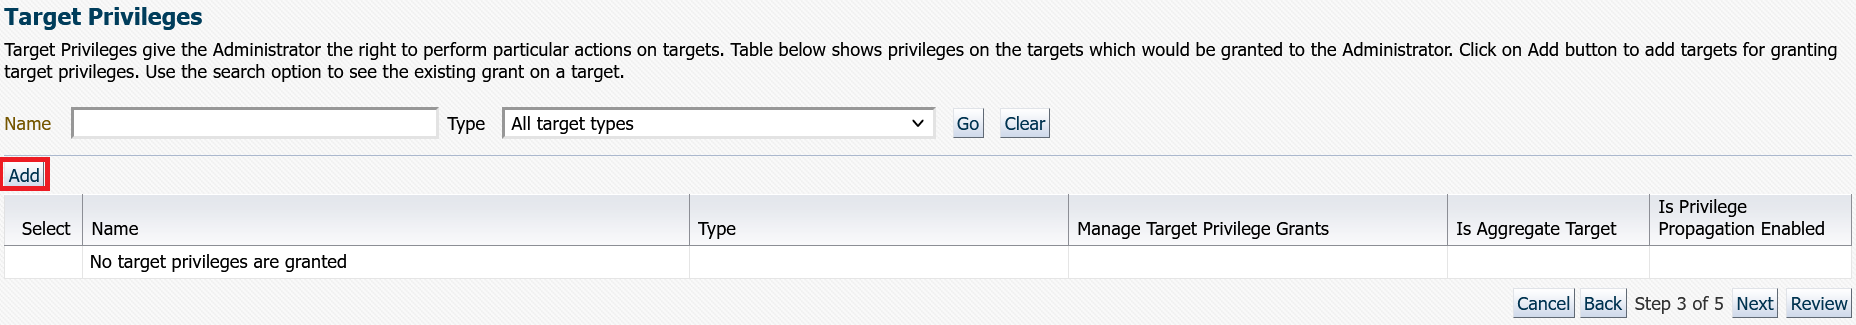 Target Privileges
Target Privileges give the Administrator the right to perform particular actions on targets. Table below shows privileges on the targets which would be granted to the Administrator. Click on Add button to add targets for granting
target privileges. Use the search option to see the existing grant on a target.
Name Type All target types Go Clear
Add
Select Name Type Manage Target Privilege Grants Is Aggregate Target Is Privilege
Propagation Enabled
No target privileges are granted
Cancel Back Step 3 of 5 Next Review